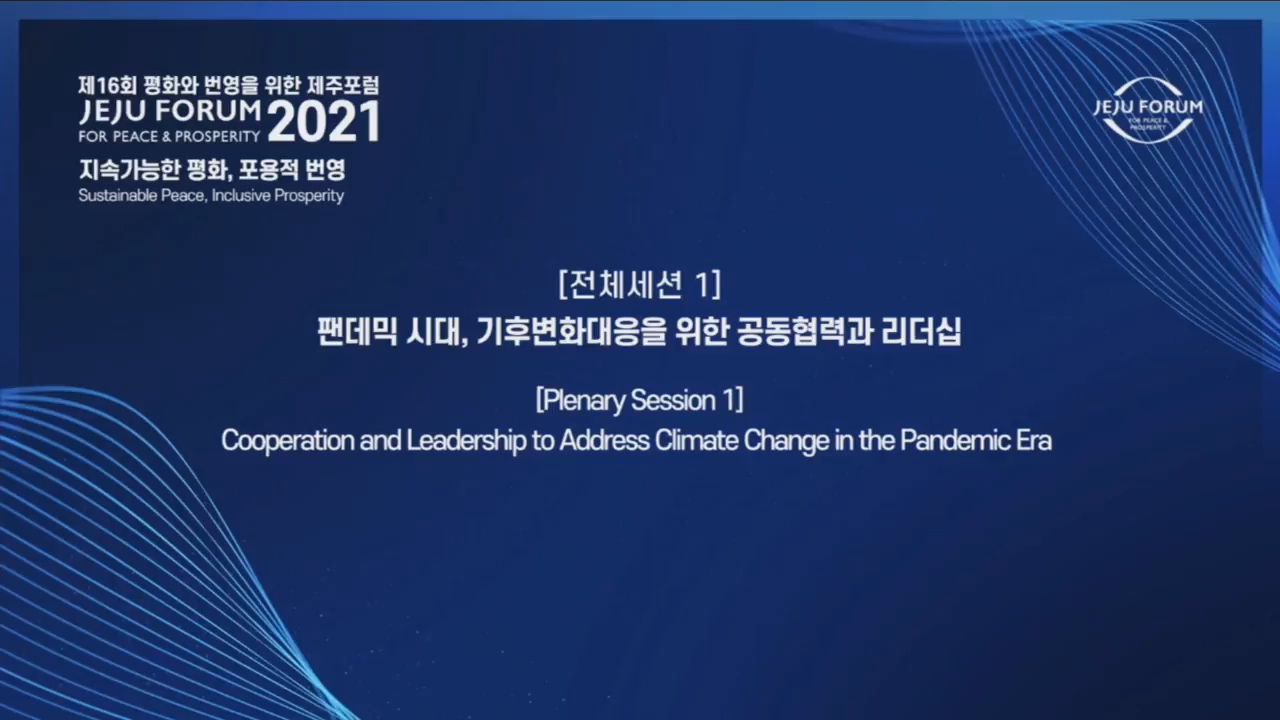 제16회 평화와 번영을 위한 제주포럼
JEJU FORUM 2021
FOR PEACE & PROSPERITY
지속가능한 평화, 포용적 번영
Sustainable Peace, Inclusive Prosperity
JEJU FORUM
FOR PEACE &
PROSPERITY
[전체세션 1]
팬데믹 시대, 기후변화대응을 위한 공동협력과 리더십
[Plenary Session 1]
Cooperation and Leadership to Address Climate Change in the Pandemic Era